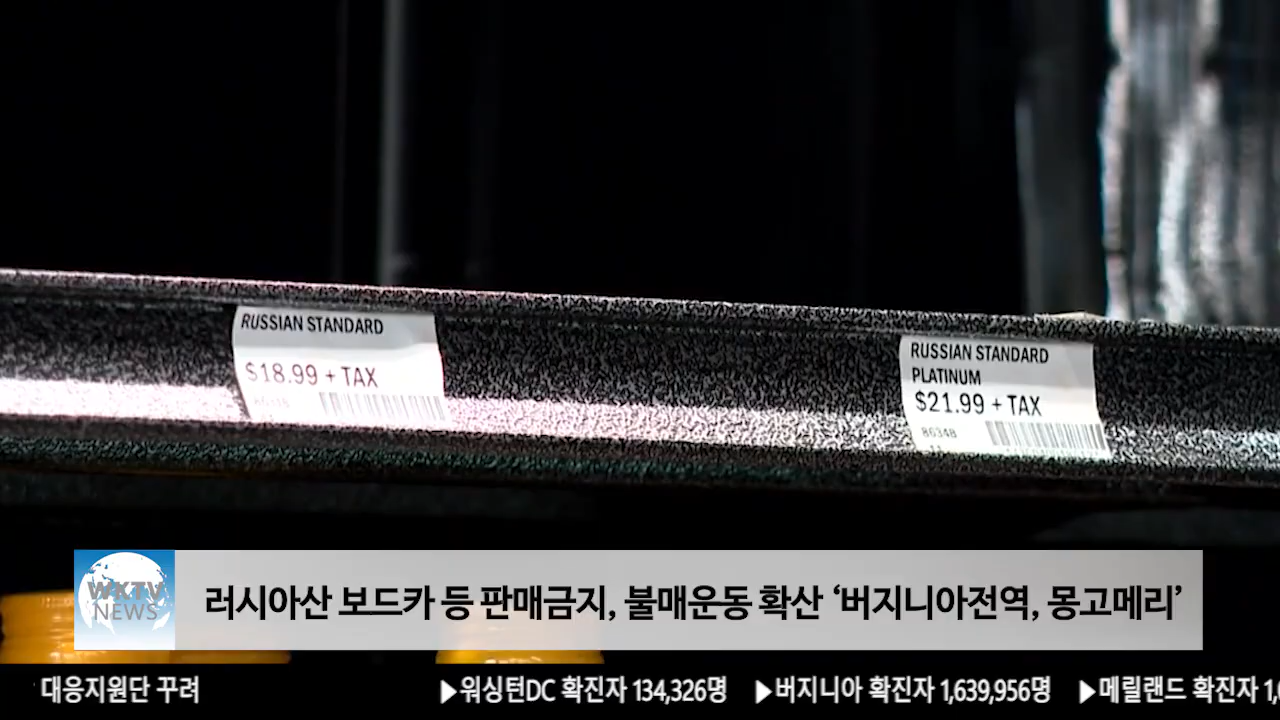 RUSSIAN STANDARD
$18.99 + TAX
RUSSIAN STANDARD
PLATINUM
$21.99 + TAX
86348
WKTV
NEWS
러시아산 보드카 등 판매금지, 불매운동 확산 ‘버지니아전역, 몽고메리’
대응지원단 꾸려 ▶워싱턴DC 확진자 134,326명 ▶버지니아 확진자 1,639,956명 ▶메릴랜드 확진자